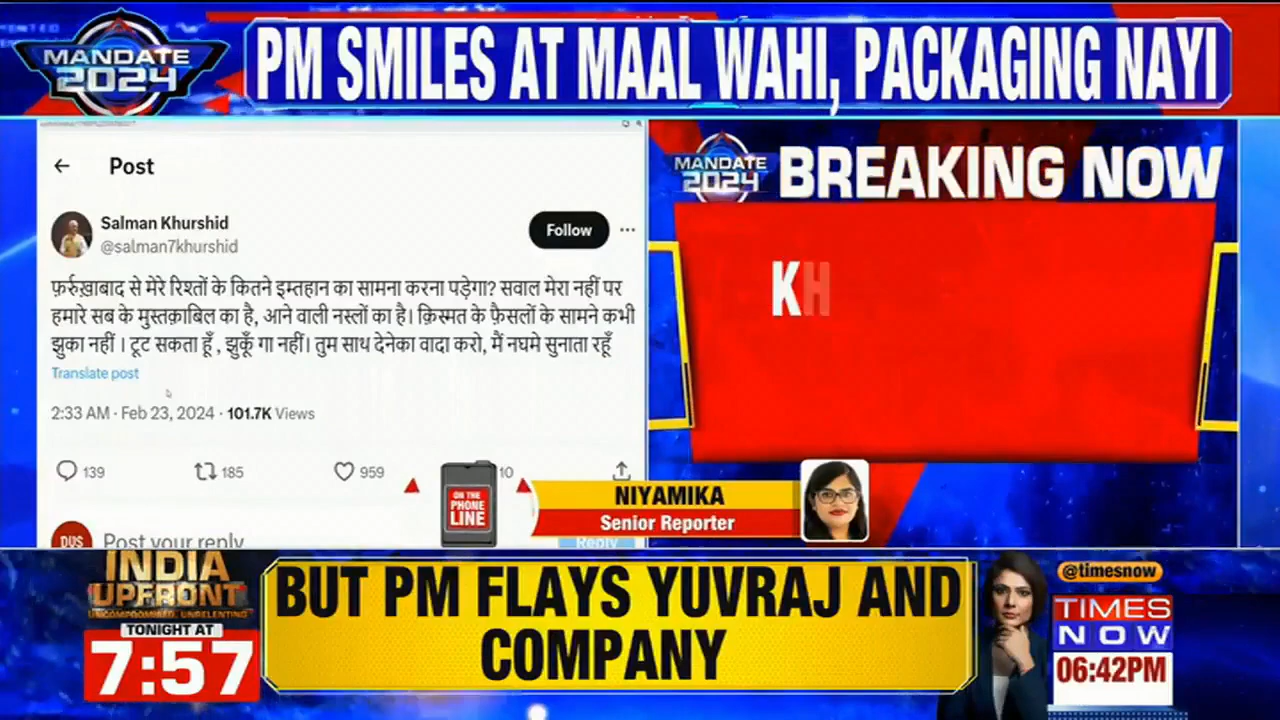 MANDATE
2024
PM SMILES AT MAAL WAHI, PACKAGING NAYI
← Post
Salman Khurshid
@salman7khurshid
Follow
फ़र्रुख़ाबाद से मेरे रिश्तों के कितने इम्तहान का सामना करना पड़ेगा? सवाल मेरा नहीं पर
हमारे सब के मुस्तक़ाबिल का है, आने वाली नस्लों का है। क़िस्मत के फ़ैसलों के सामने कभी
झुका नहीं । टूट सकता हूँ , झुकूँ गा नहीं। तुम साथ देनेका वादा करो, मैं नघमे सुनाता रहूँ
Translate post
2:33 AM · Feb 23, 2024 · 101.7K Views
139 185 959 10
DUS
Post your reply
Reply
MANDATE
2024
BREAKING NOW
KH
ON THE
PHONE
LINE
NIYAMIKA
Senior Reporter
INDIA
UPFRONT
UNCOMPROMISED, UNRELENTING
TONIGHT AT
7:57
BUT PM FLAYS YUVRAJ AND
COMPANY
@timesnow
TIMES
NOW
06:42PM